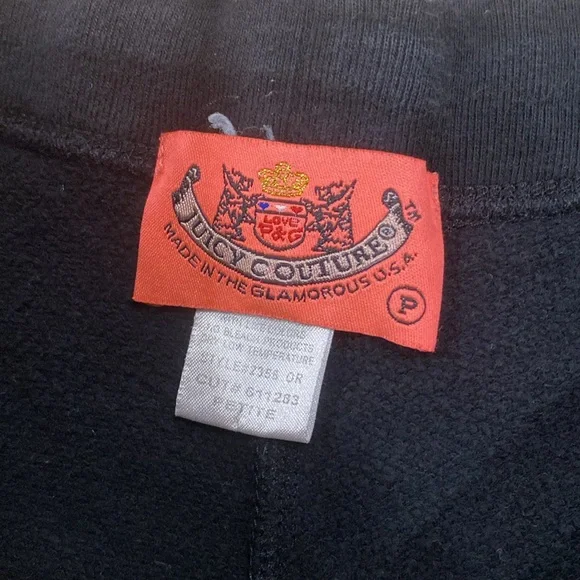 LOVE
P&G
JUICY COUTURE®
TM
MADE IN THE GLAMOROUS U.S.A.
P
NO BLEACH PRODUCTS
DRY LOW TEMPERATURE
STYLE#Z355 OR
CUT# 611283
PETITE